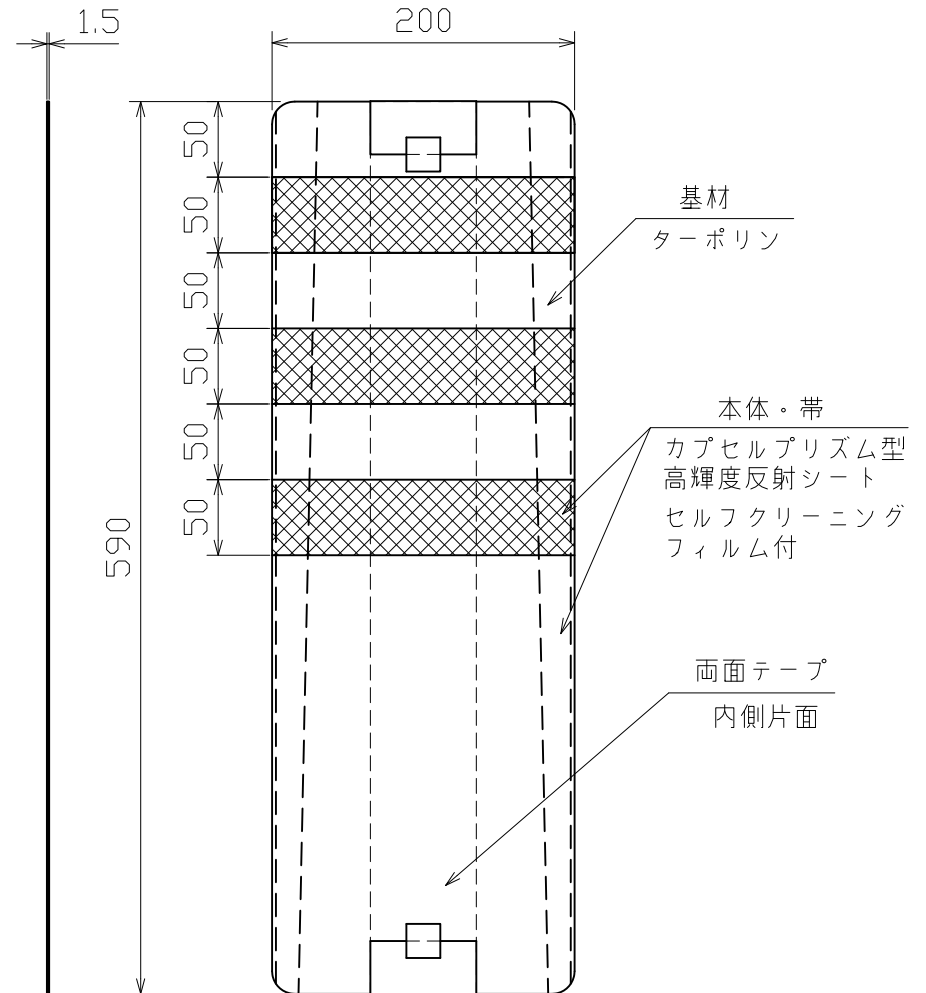 1.5
200
50
50
50
50
50
50
590
基材
ターポリン
本体・帯
カプセルプリズム型
高輝度反射シート
セルフクリーニング
フィルム付
両面テープ
内側片面